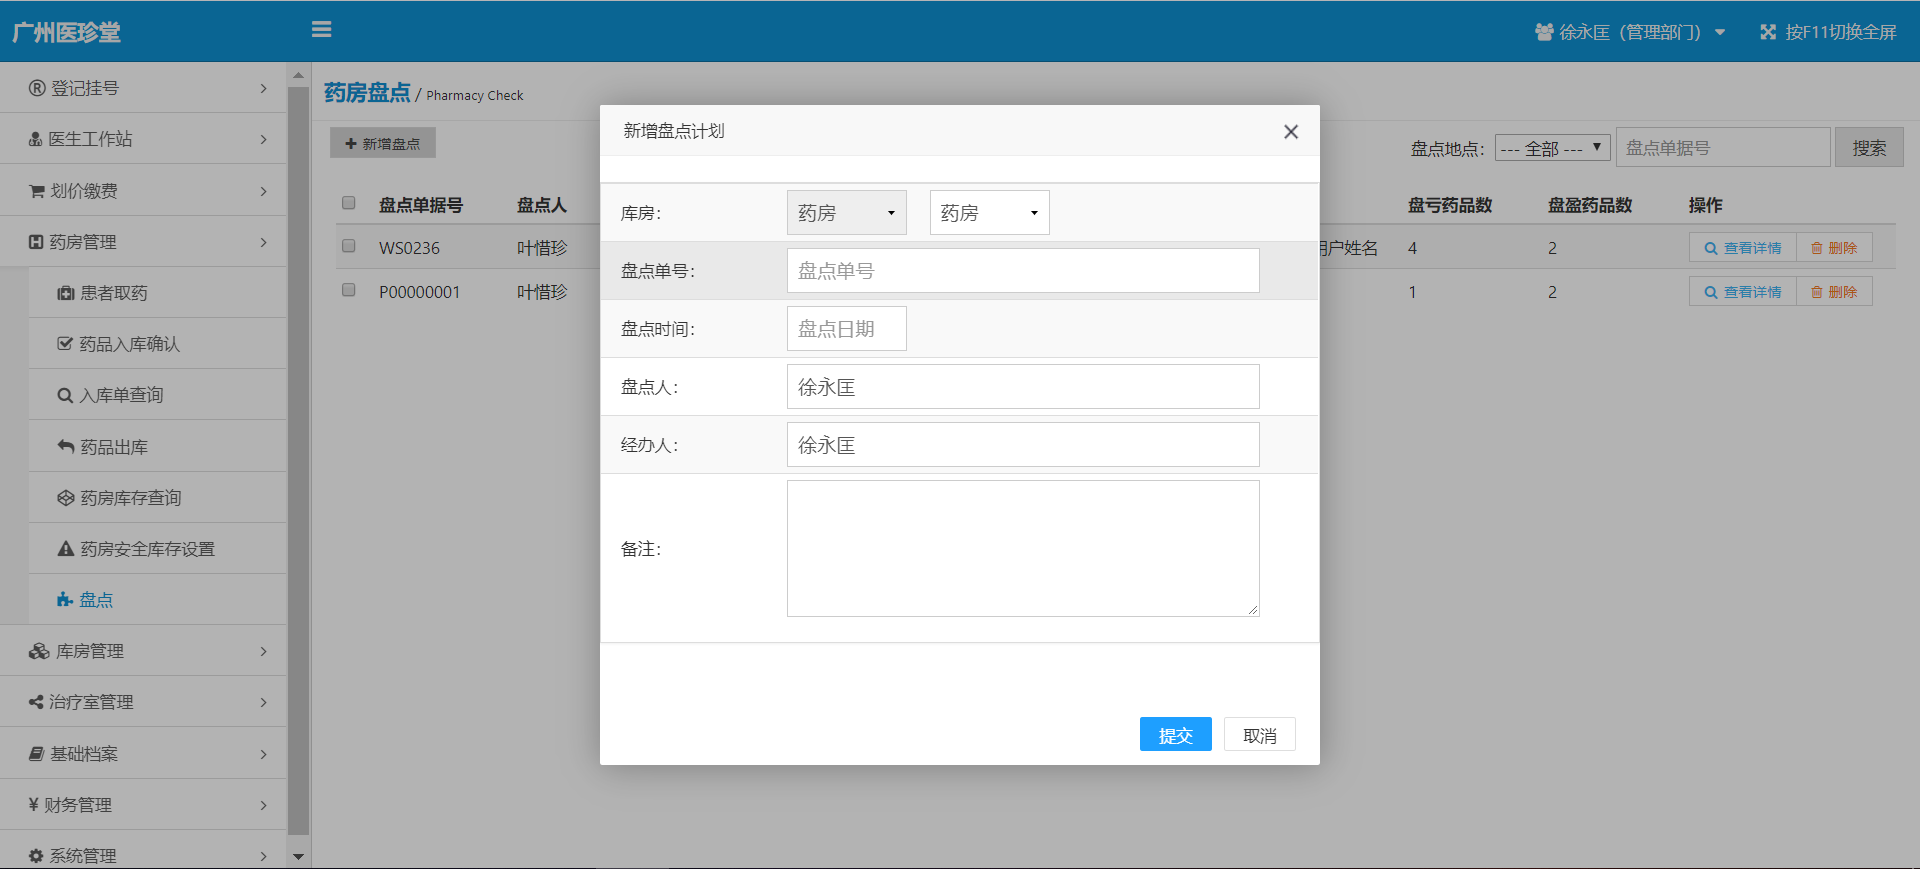 广州医珍堂
徐永匡（管理部门）
按F11切换全屏
登记挂号
医生工作站
划价缴费
药房管理
患者取药
药品入库确认
入库单查询
药品出库
药房库存查询
药房安全库存设置
盘点
库房管理
治疗室管理
基础档案
¥ 财务管理
系统管理
药房盘点 / Pharmacy Check
新增盘点
盘点地点：
--- 全部 ---
盘点单据号
搜索
盘点单据号 盘点人 盘亏药品数 盘盈药品数 操作
WS0236 叶惜珍 用户姓名 4 2 查看详情 删除
P00000001 叶惜珍 1 2 查看详情 删除
新增盘点计划
库房： 药房 药房
盘点单号： 盘点单号
盘点时间： 盘点日期
盘点人： 徐永匡
经办人： 徐永匡
备注：
提交 取消